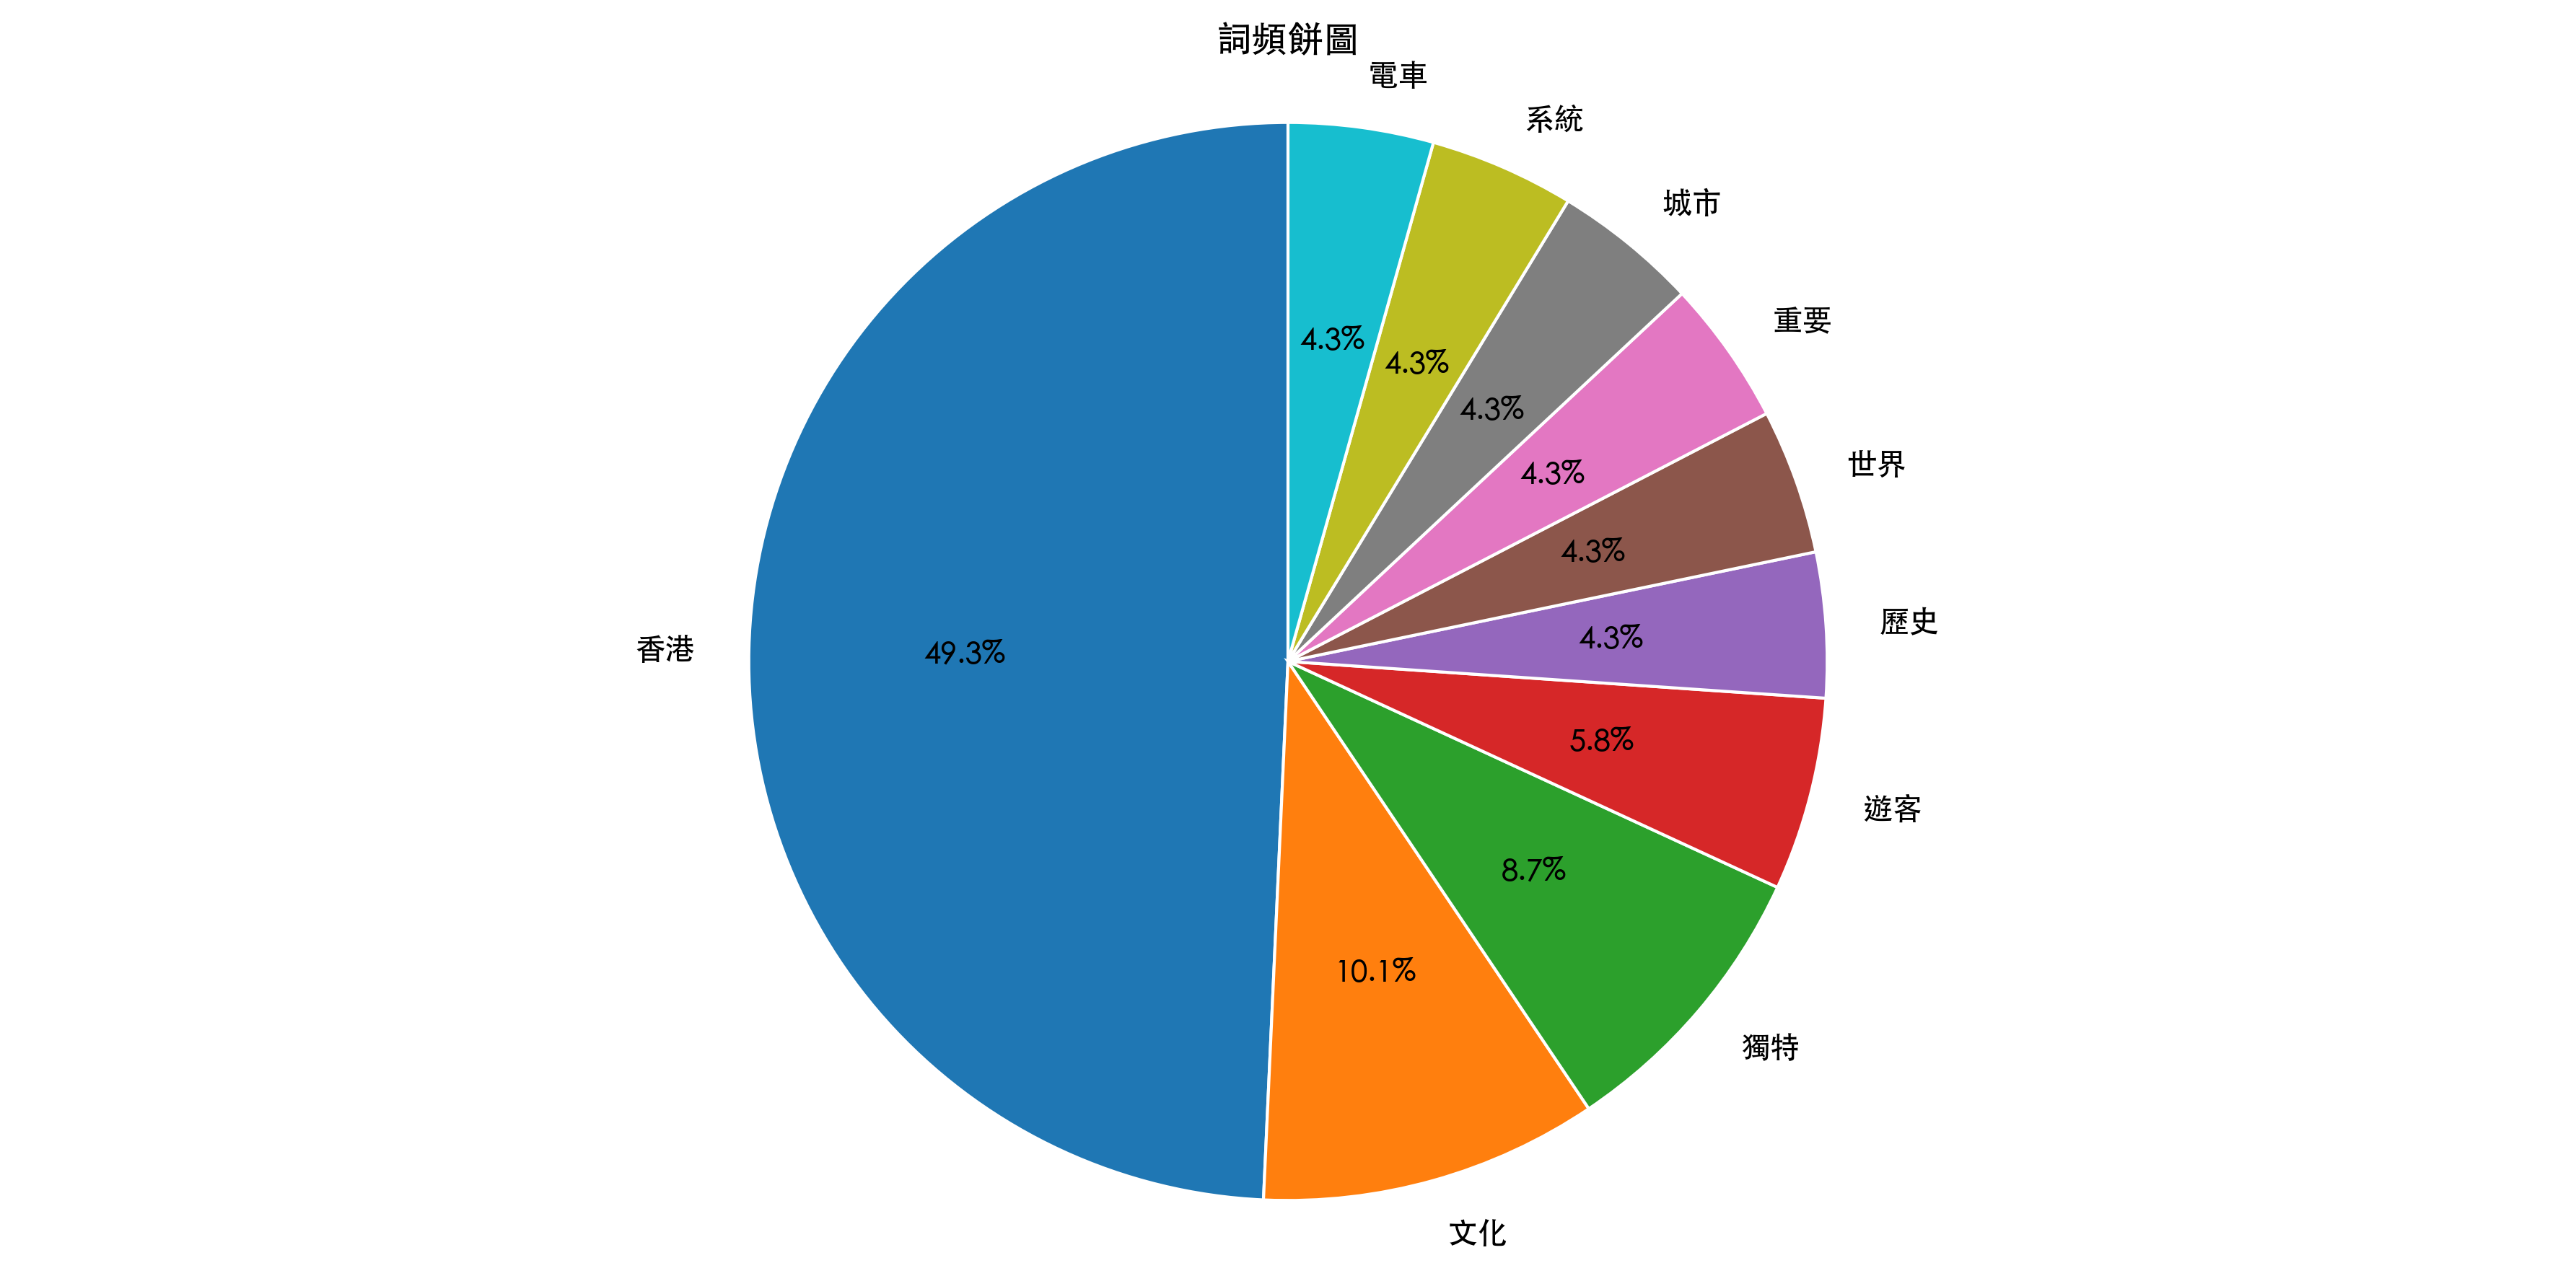 詞頻餅圖
電車
系統
城市
重要
世界
歷史
遊客
獨特
文化
香港
4.3%
4.3%
4.3%
4.3%
4.3%
4.3%
5.8%
8.7%
10.1%
49.3%